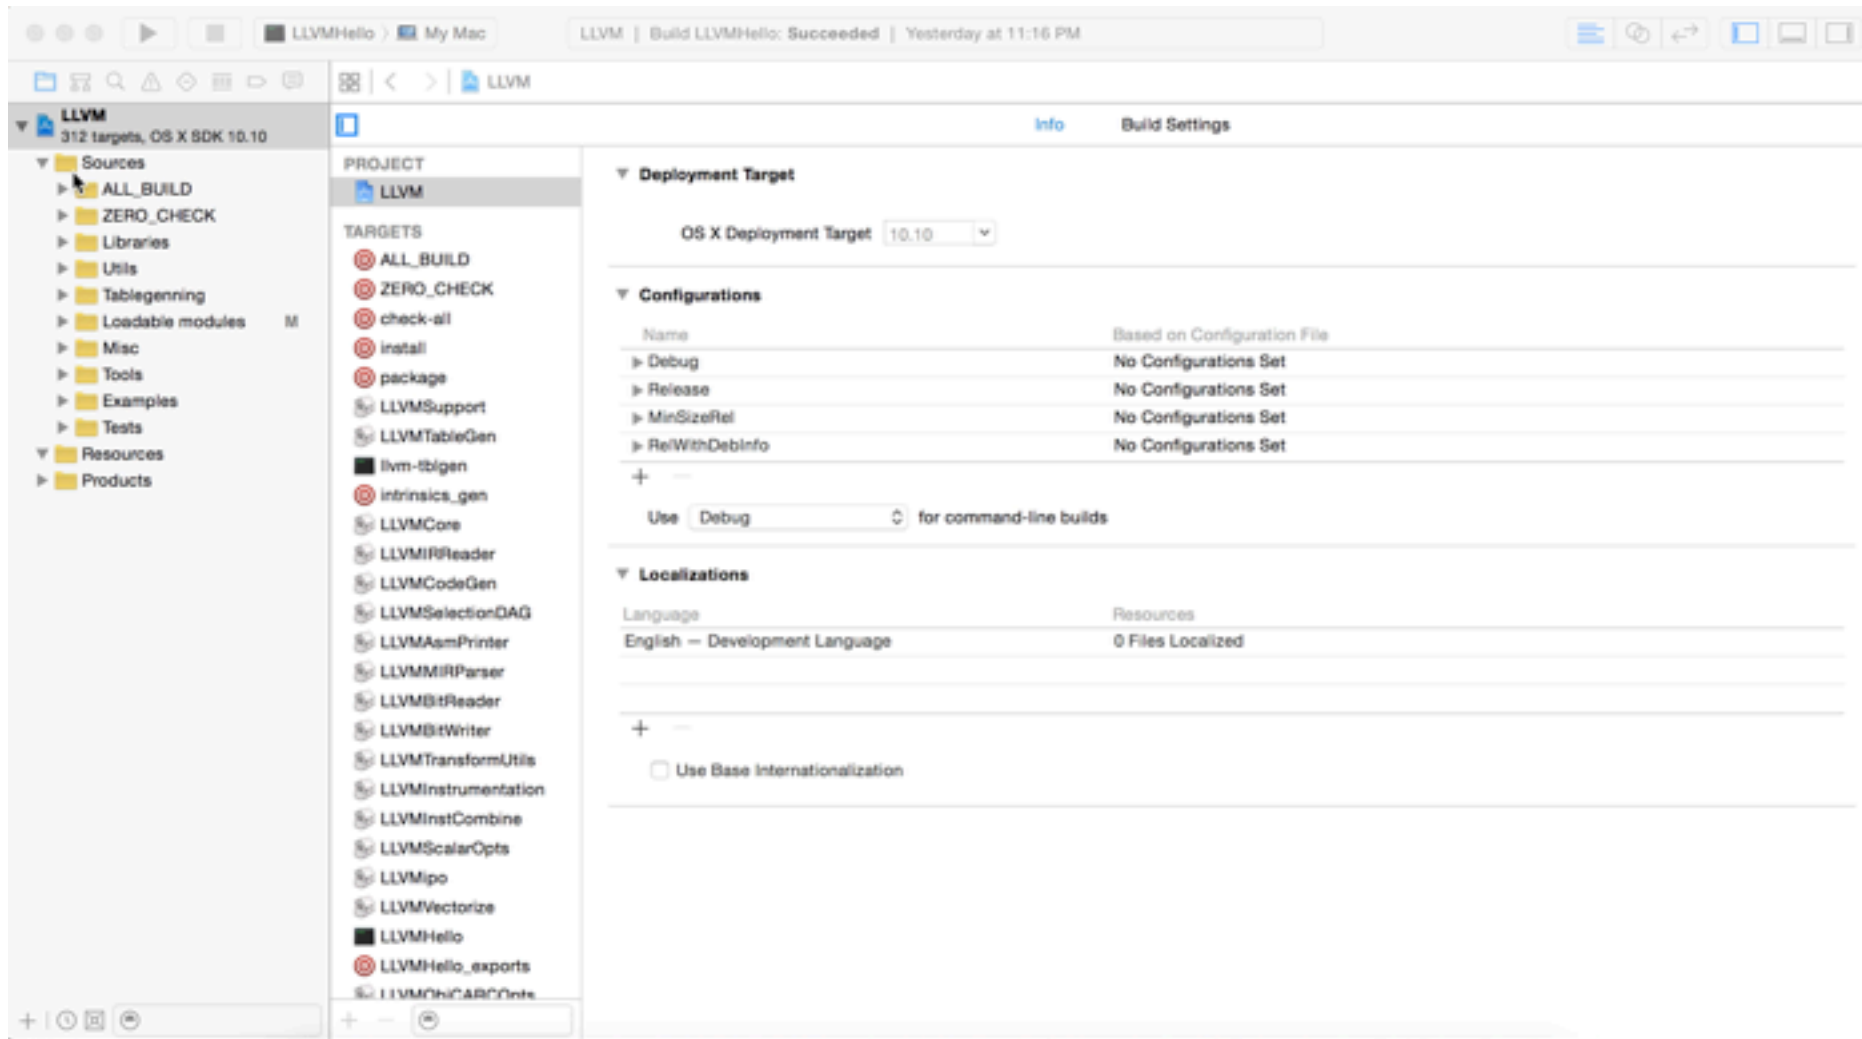 LLVMHello 〉 My Mac
LLVM | Build LLVMHello: Succeeded | Yesterday at 11:16 PM
LLVM
312 targets, OS X SDK 10.10
Sources
ALL_BUILD
ZERO_CHECK
Libraries
Utils
Tablegenning
Loadable modules M
Misc
Tools
Examples
Tests
Resources
Products
LLVM
Info Build Settings
PROJECT
LLVM
TARGETS
ALL_BUILD
ZERO_CHECK
check-all
install
package
LLVMSupport
LLVMTableGen
llvm-tblgen
intrinsics_gen
LLVMCore
LLVMIRReader
LLVMCodeGen
LLVMSelectionDAG
LLVMAsmPrinter
LLVMMIRParser
LLVMBitReader
LLVMBitWriter
LLVMTransformUtils
LLVMInstrumentation
LLVMInstCombine
LLVMScalarOpts
LLVMipo
LLVMVectorize
LLVMHello
LLVMHello_exports
LLVMObjCARCOpts
Deployment Target
OS X Deployment Target 10.10
Configurations
Name Based on Configuration File
Debug No Configurations Set
Release No Configurations Set
MinSizeRel No Configurations Set
RelWithDebInfo No Configurations Set
Use Debug for command-line builds
Localizations
Language Resources
English — Development Language 0 Files Localized
Use Base Internationalization